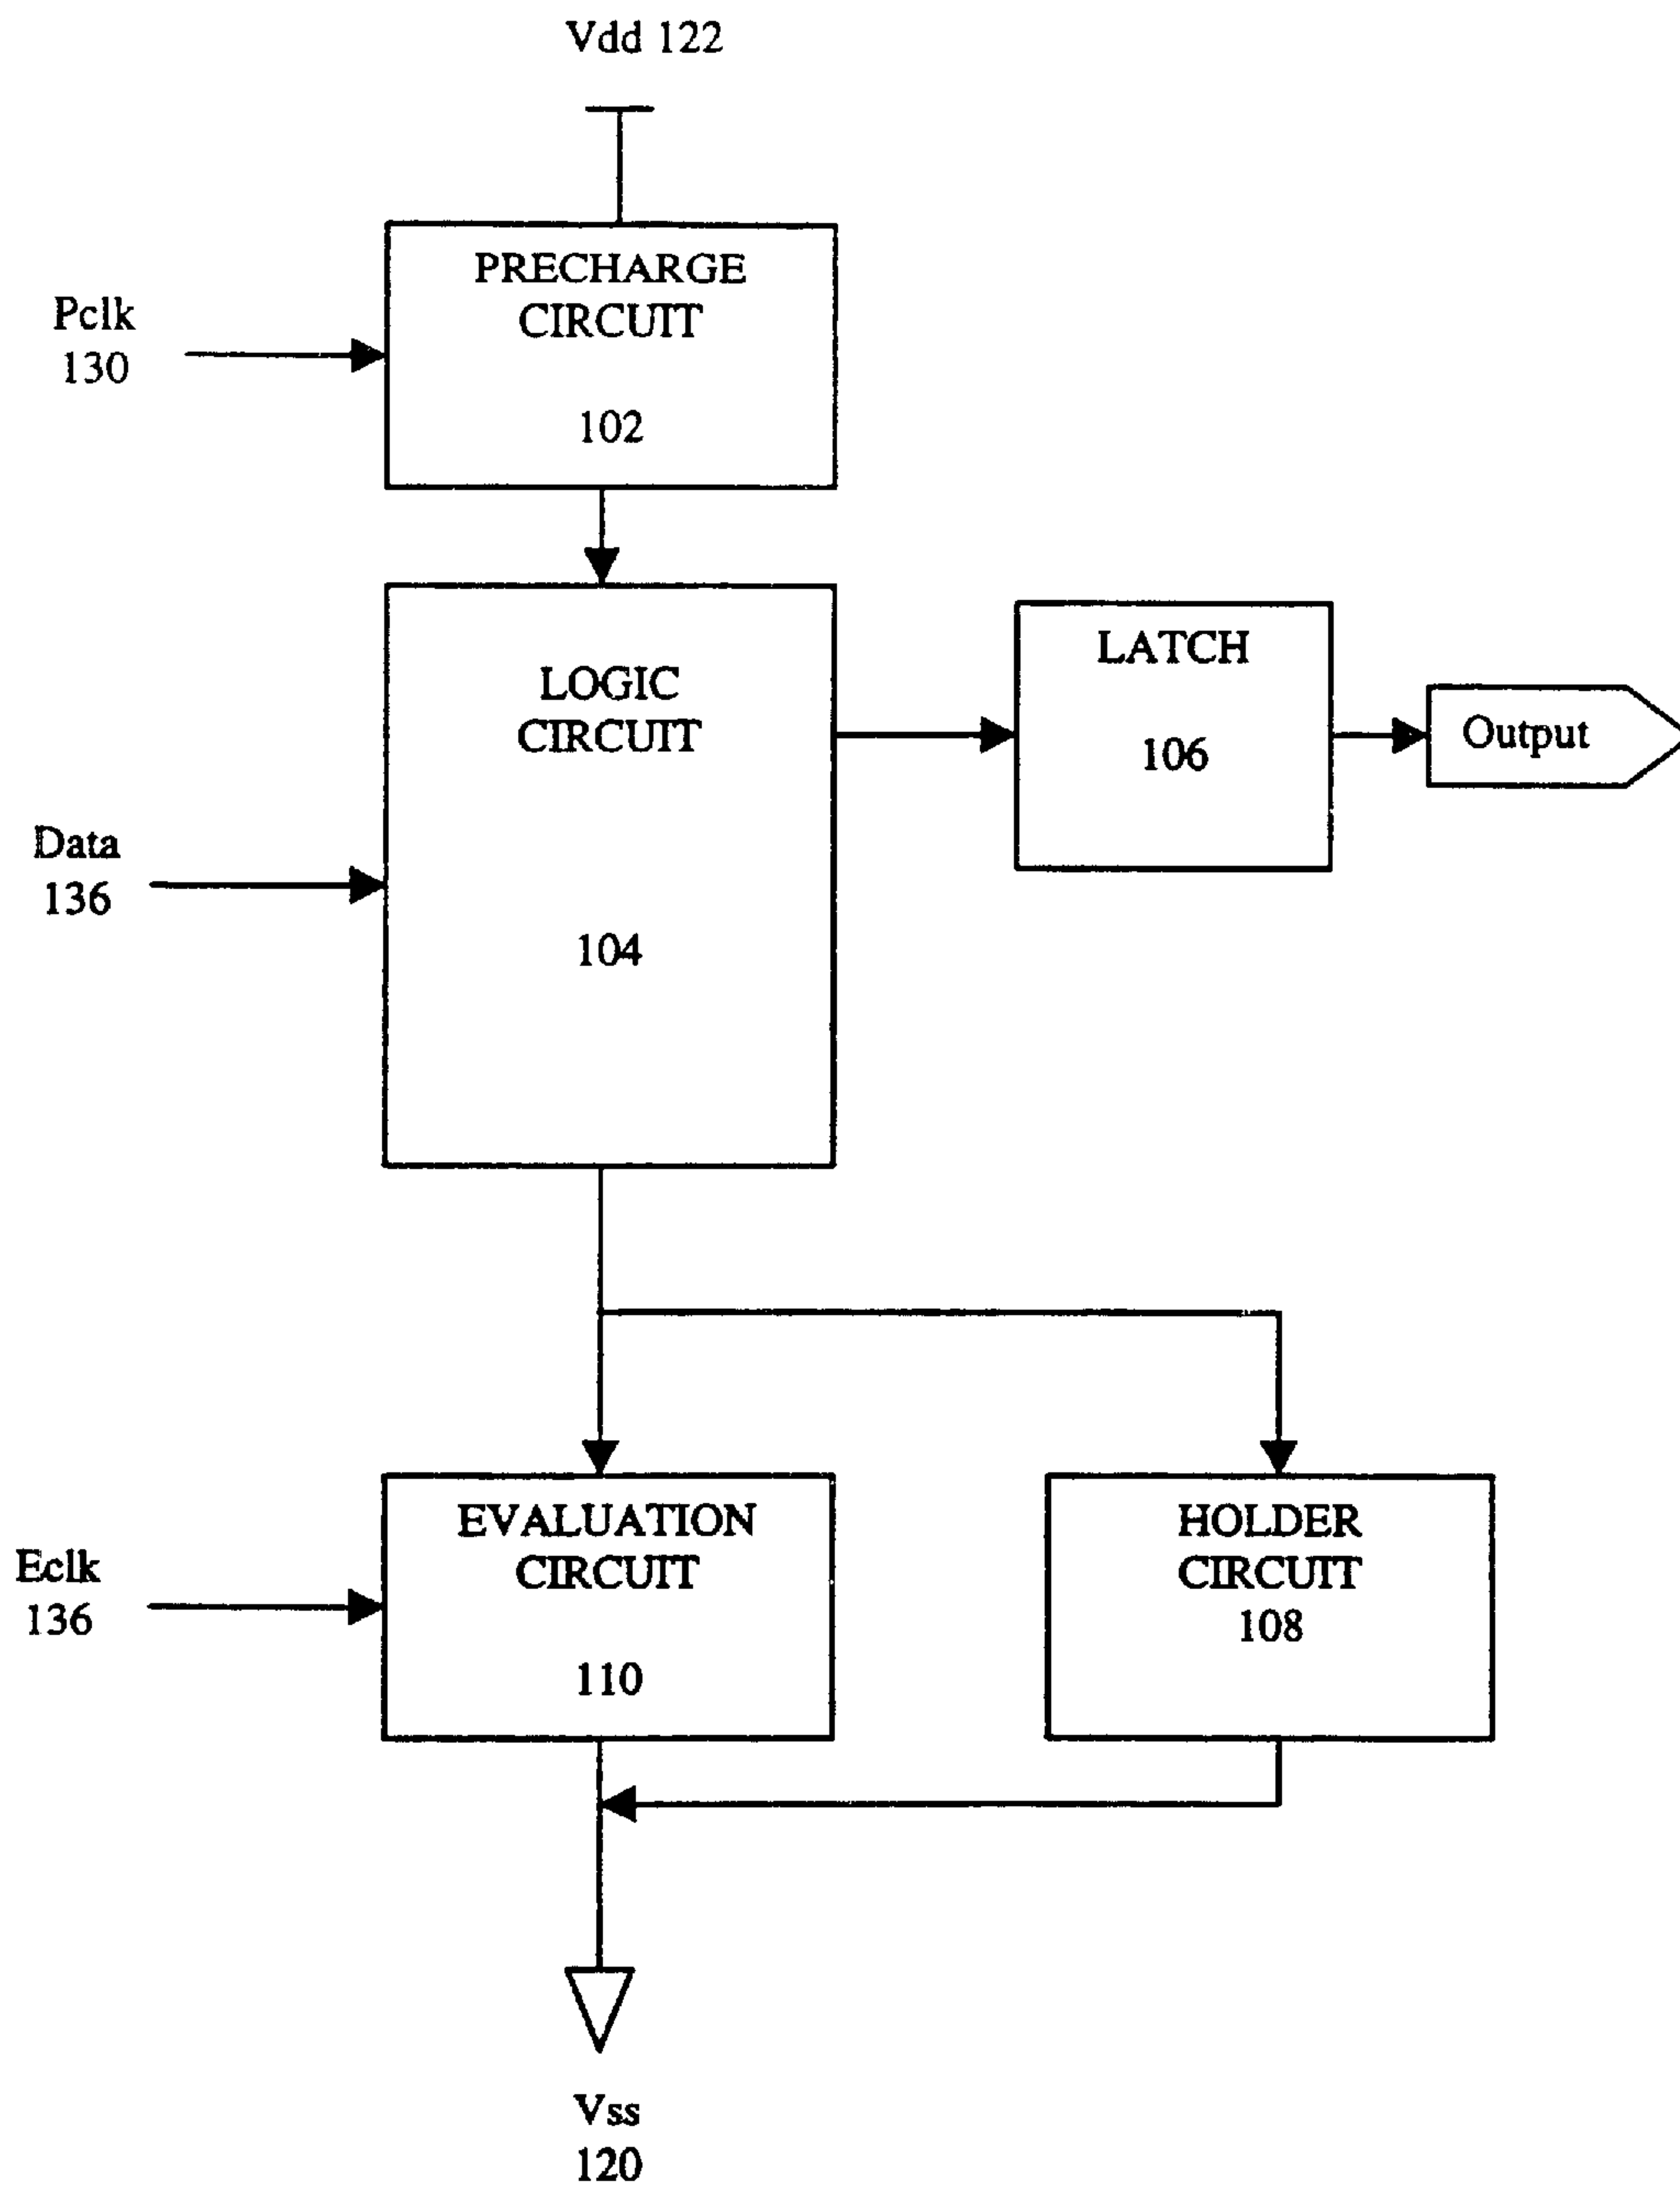 Vdd 122
PRECHARGE
CIRCUIT
102
Pclk
130
LOGIC
CIRCUIT
104
LATCH
106
Output
Data
136
EVALUATION
CIRCUIT
110
HOLDER
CIRCUIT
108
Eclk
136
Vss
120